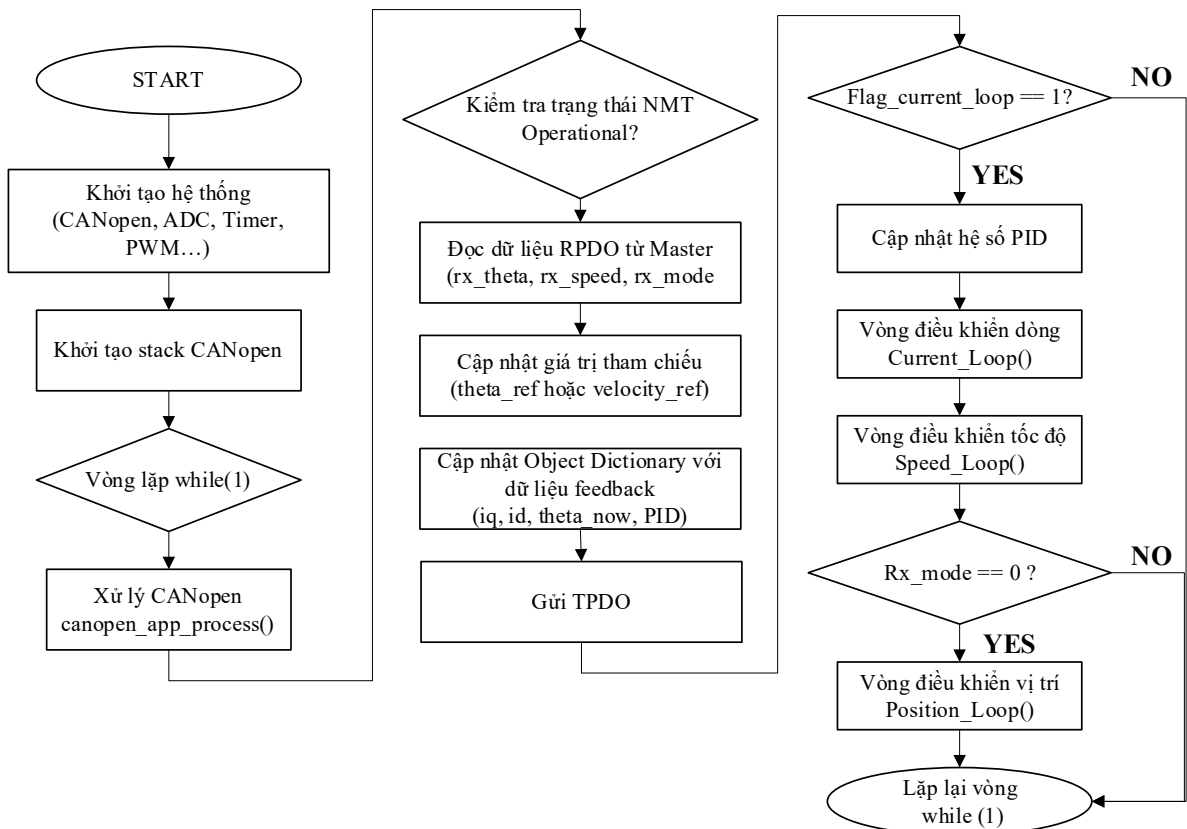 START
Khởi tạo hệ thống
(CANopen, ADC, Timer,
PWM…)
Khởi tạo stack CANopen
Vòng lặp while(1)
Xử lý CANopen
canopen_app_process()
Kiểm tra trạng thái NMT
Operational?
Đọc dữ liệu RPDO từ Master
(rx_theta, rx_speed, rx_mode
Cập nhật giá trị tham chiếu
(theta_ref hoặc velocity_ref)
Cập nhật Object Dictionary với
dữ liệu feedback
(iq, id, theta_now, PID)
Gửi TPDO
Flag_current_loop == 1?
NO
YES
Cập nhật hệ số PID
Vòng điều khiển dòng
Current_Loop()
Vòng điều khiển tốc độ
Speed_Loop()
Rx_mode == 0 ?
NO
YES
Vòng điều khiển vị trí
Position_Loop()
Lặp lại vòng
while (1)